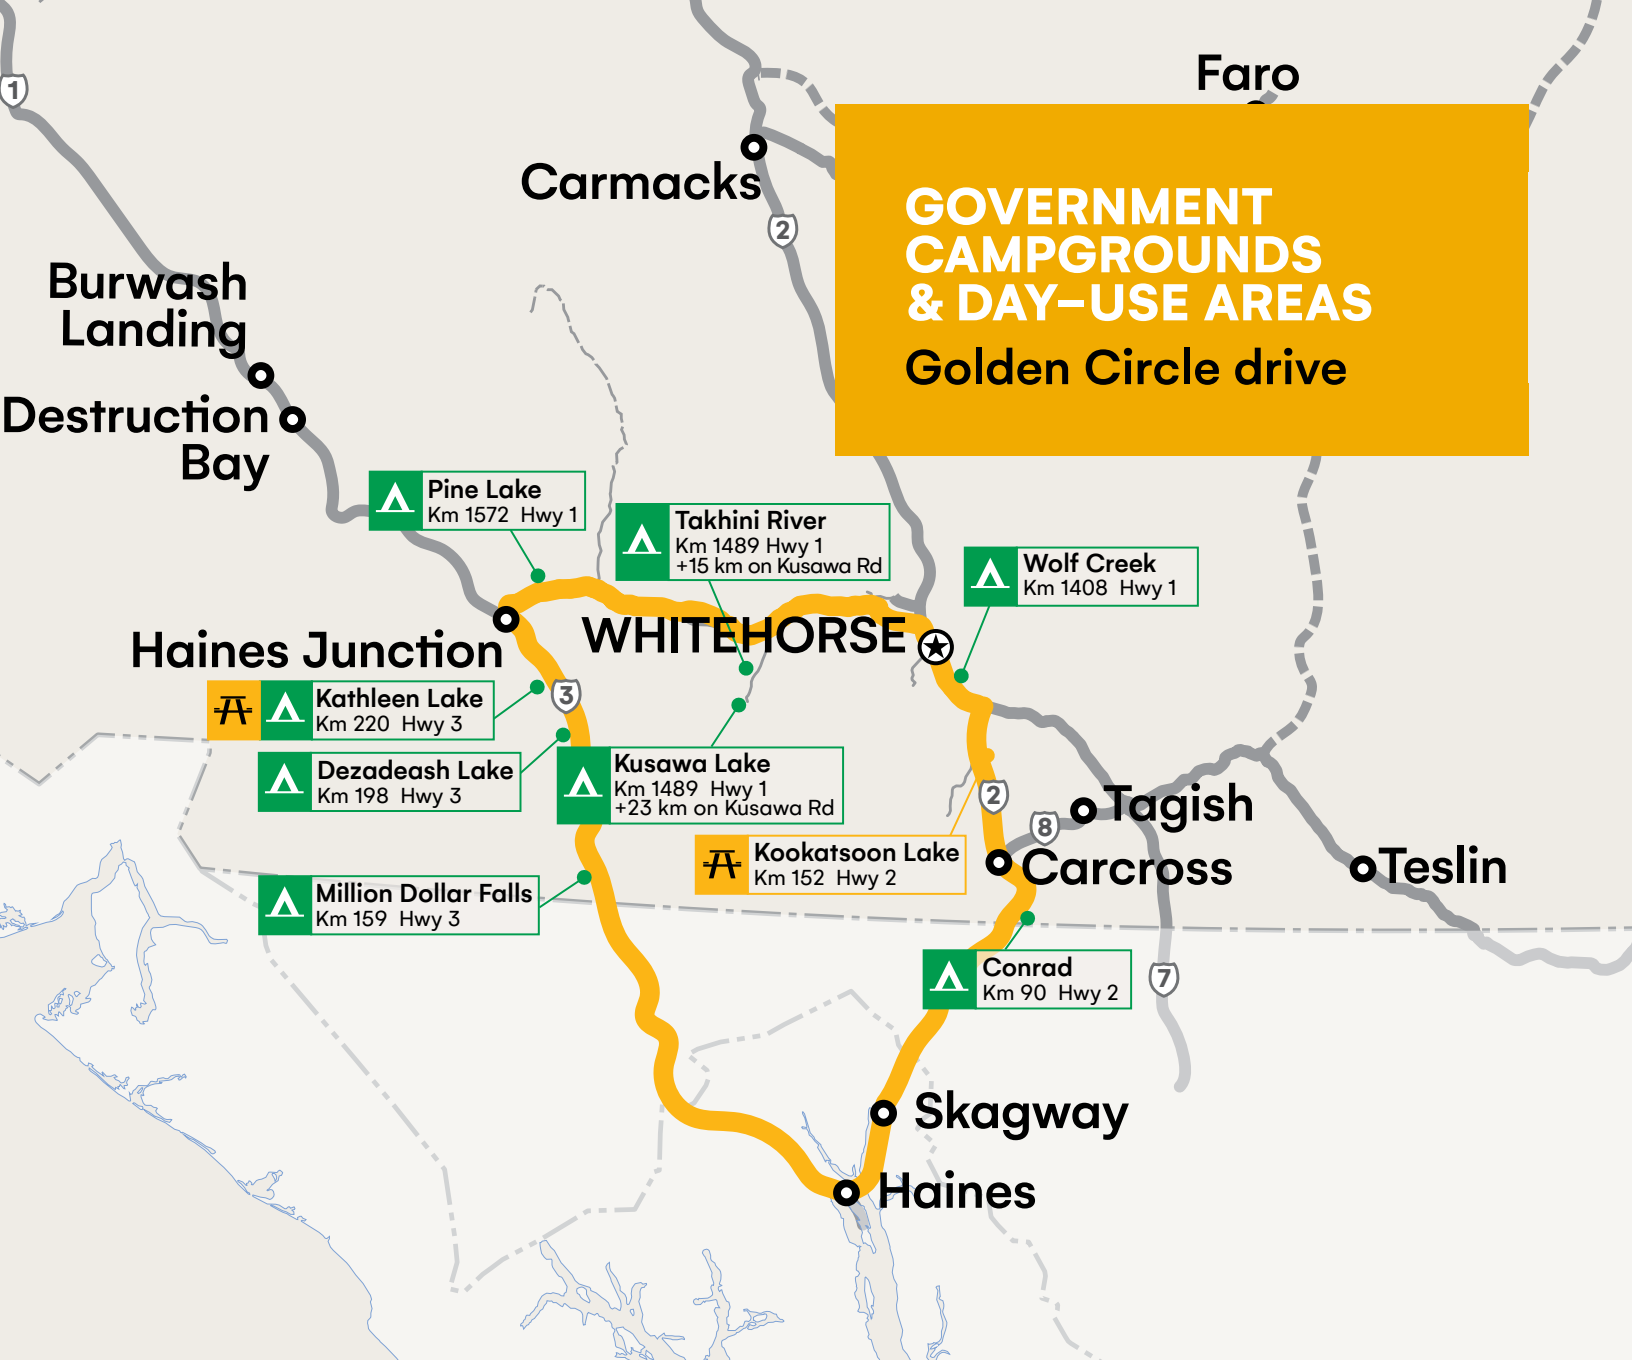 Faro
1
Carmacks
2
GOVERNMENT
CAMPGROUNDS
& DAY–USE AREAS
Golden Circle drive
Burwash
Landing
Destruction
Bay
Pine Lake
Km 1572 Hwy 1
Takhini River
Km 1489 Hwy 1
+15 km on Kusawa Rd
Wolf Creek
Km 1408 Hwy 1
Haines Junction
WHITEHORSE
Kathleen Lake
Km 220 Hwy 3
3
Dezadeash Lake
Km 198 Hwy 3
Kusawa Lake
Km 1489 Hwy 1
+23 km on Kusawa Rd
2
8
Tagish
Kookatsoon Lake
Km 152 Hwy 2
Carcross
Teslin
Million Dollar Falls
Km 159 Hwy 3
Conrad
Km 90 Hwy 2
7
Skagway
Haines